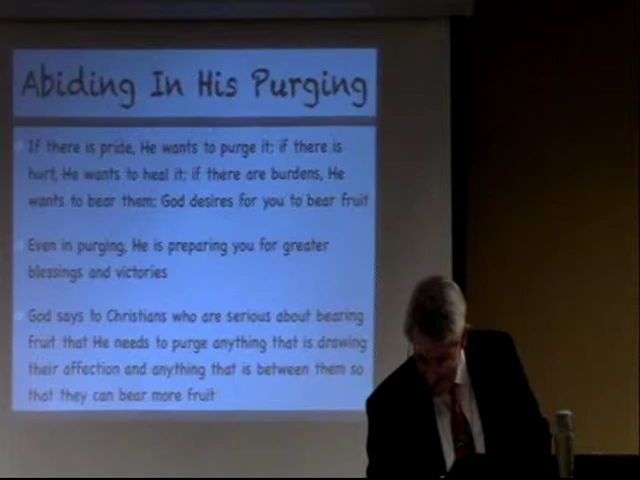 Abiding In His Purging
If there is pride, He wants to purge it; if there is
hurt, He wants to heal it; if there are burdens, He
wants to bear them; God desires for you to bear fruit
Even in purging, He is preparing you for greater
blessings and victories
God says to Christians who are serious about bearing
fruit that He needs to purge anything that is drawing
their affection and anything that is between them so
that they can bear more fruit